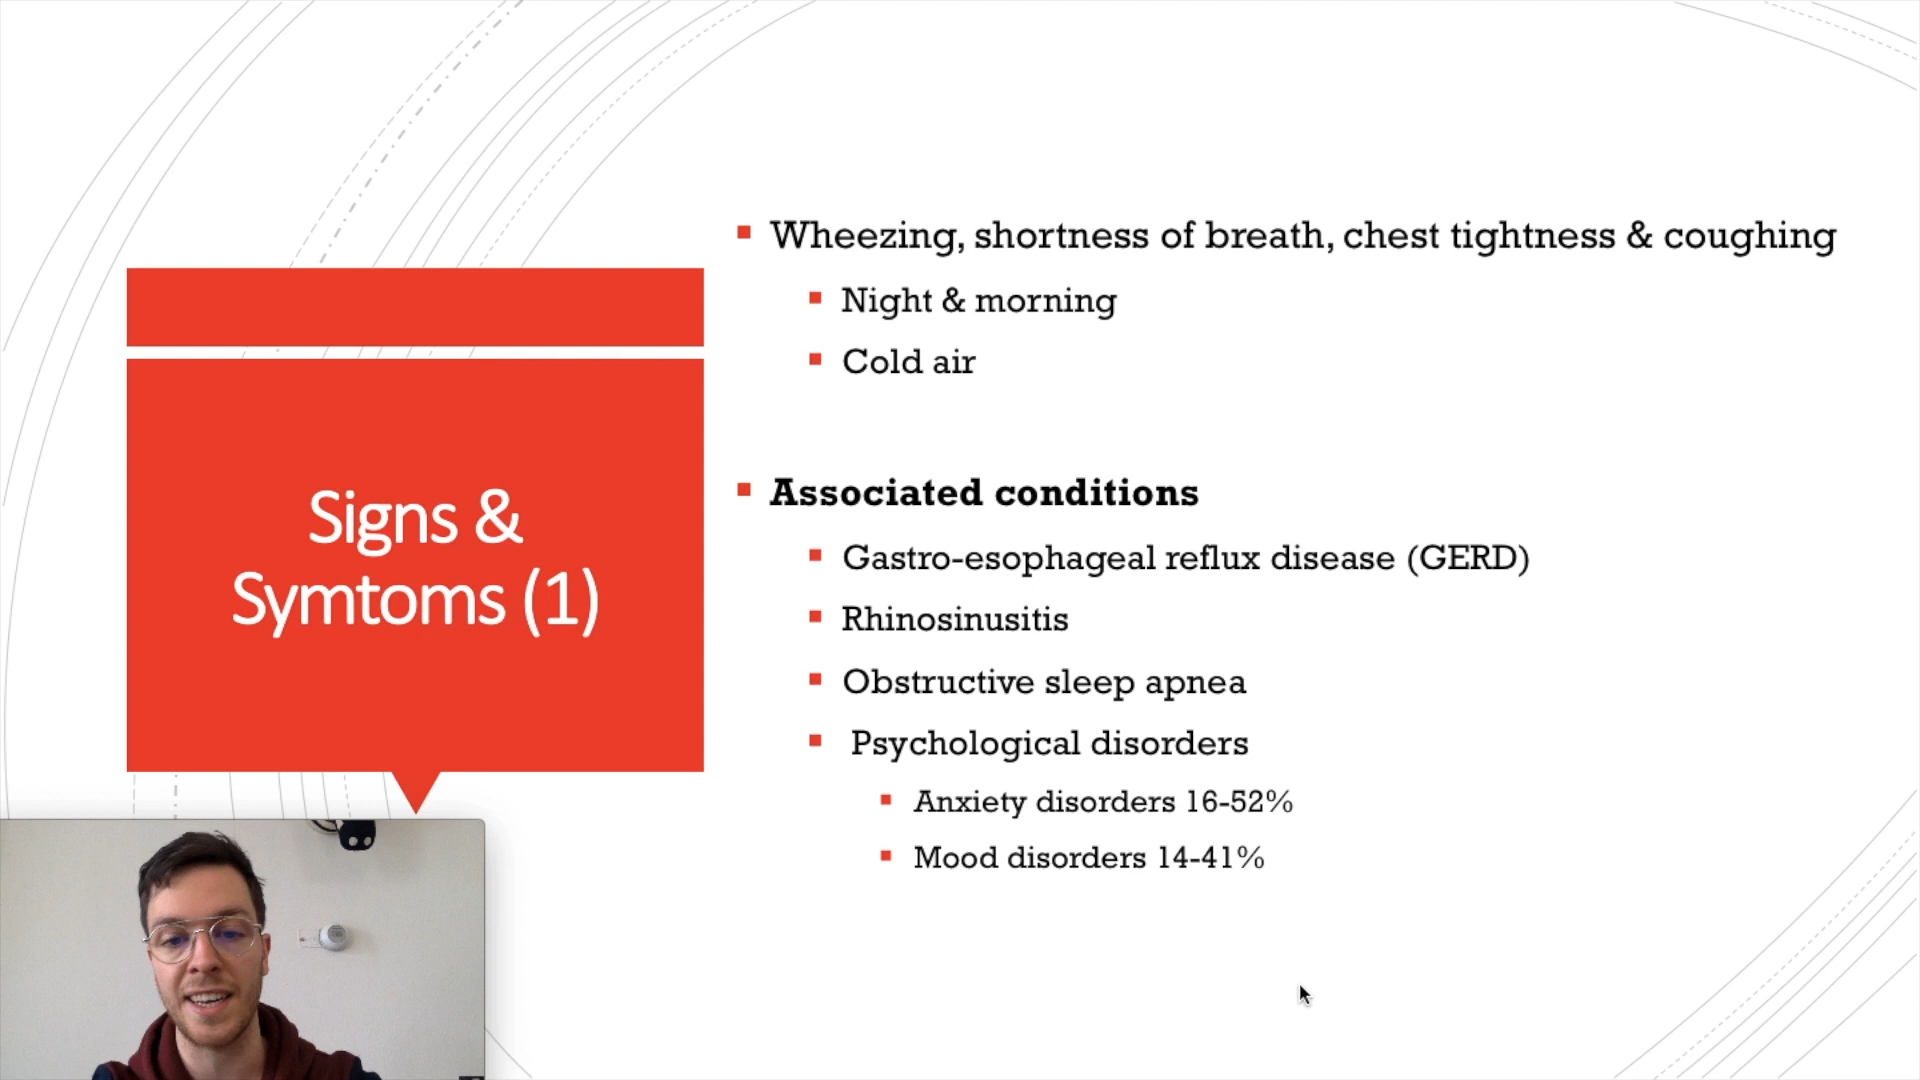 Signs &
Symtoms (1)
Wheezing, shortness of breath, chest tightness & coughing
Night & morning
Cold air
Associated conditions
Gastro-esophageal reflux disease (GERD)
Rhinosinusitis
Obstructive sleep apnea
Psychological disorders
Anxiety disorders 16-52%
Mood disorders 14-41%